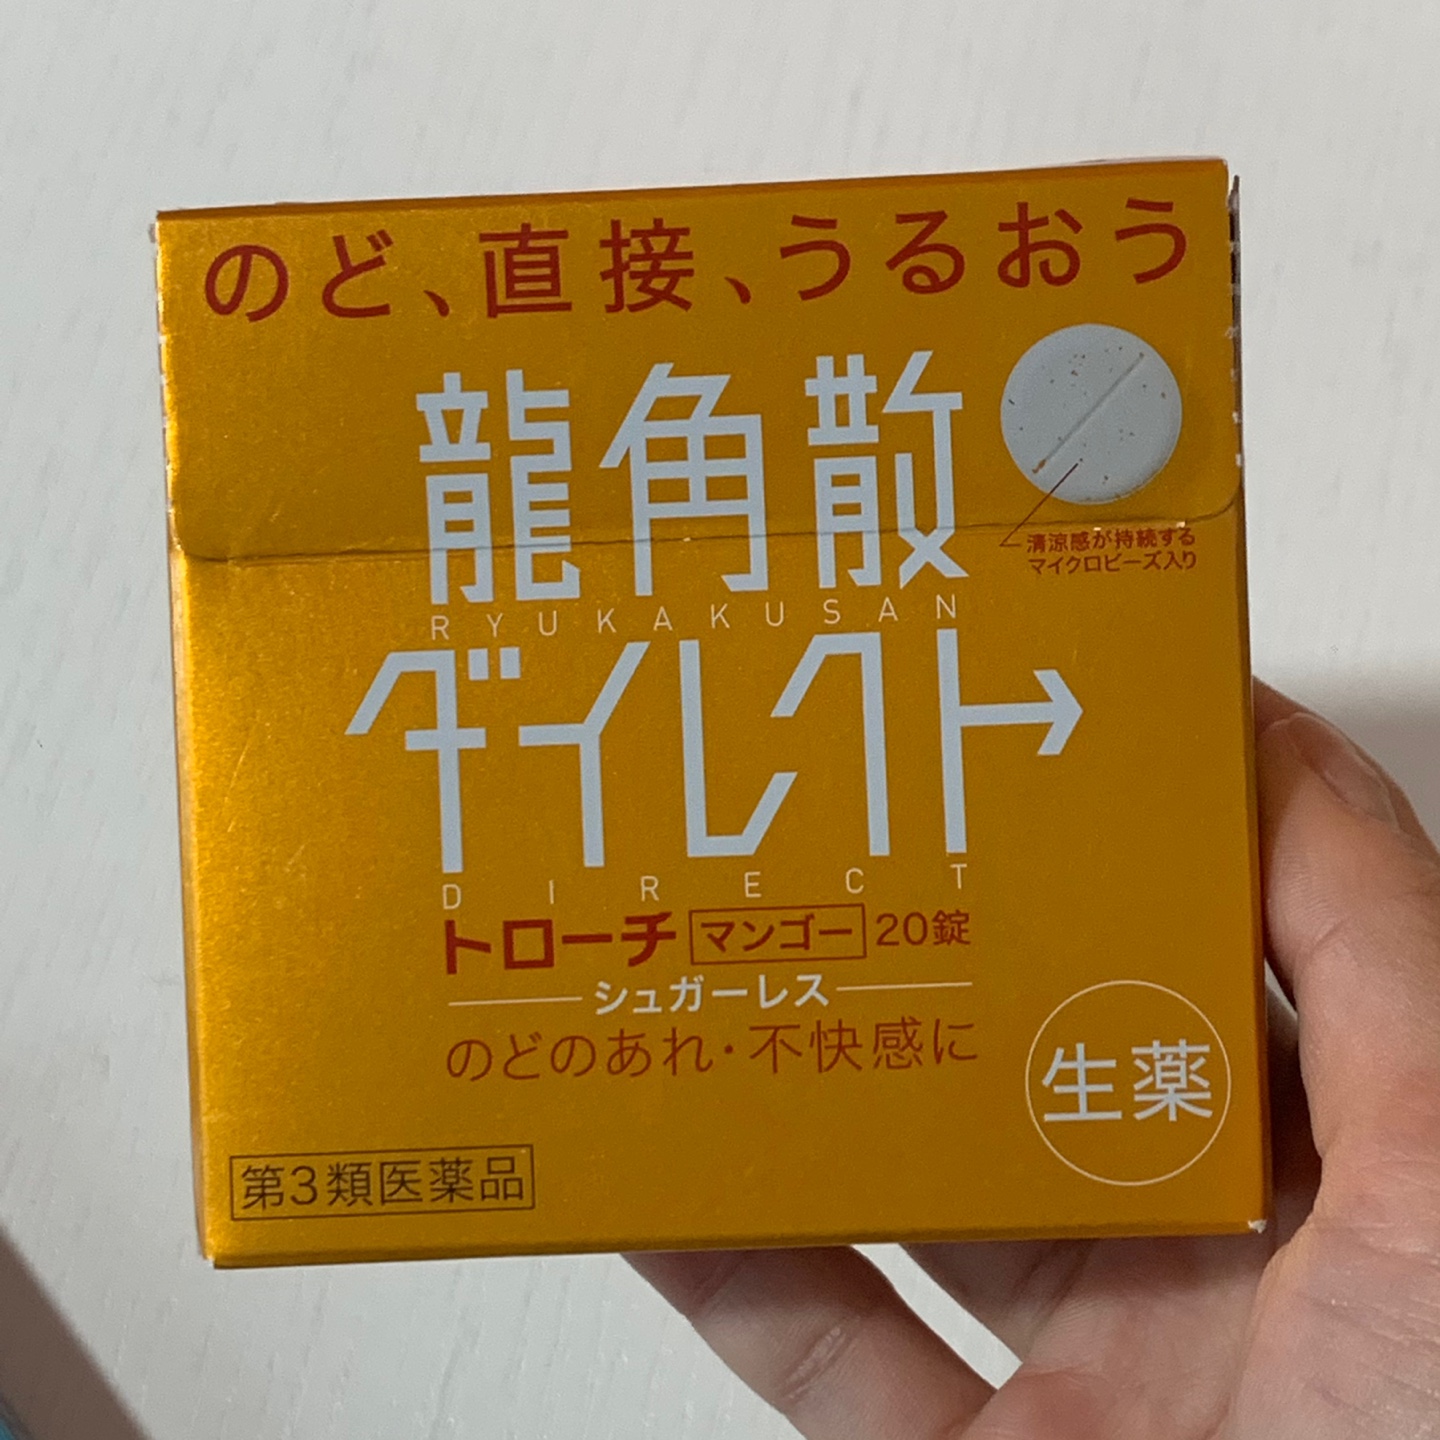 のど、直接、うるおう
龍角散
清涼感が持続する
マイクロビーズ入り
RYUKAKUSAN
ダイレクト
DIRECT
トローチ マンゴー 20錠
シュガーレス
のどのあれ・不快感に
生薬
第3類医薬品